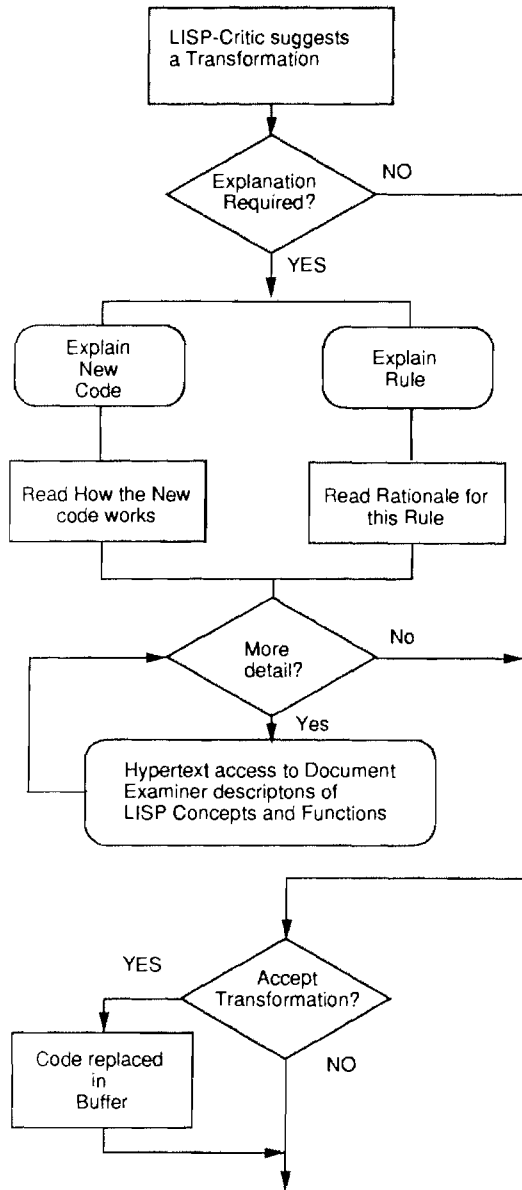 LISP-Critic suggests
a Transformation
Explanation
Required?
NO
YES
Explain
New
Code
Explain
Rule
Read How the New
code works
Read Rationale for
this Rule
More
detail?
No
Yes
Hypertext access to Document
Examiner descriptons of
LISP Concepts and Functions
Accept
Transformation?
YES
NO
Code replaced
in
Buffer